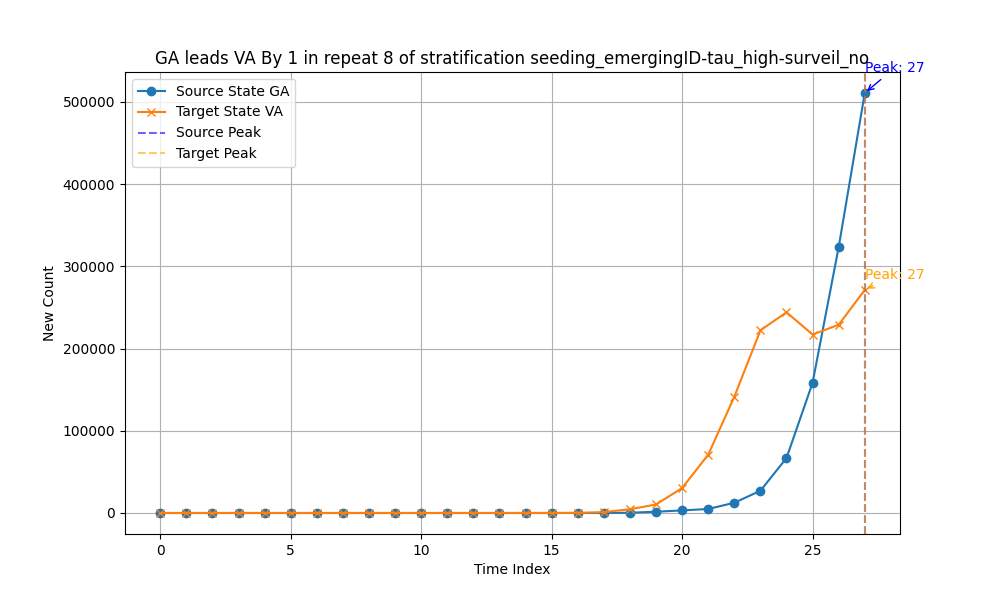 GA leads VA By 1 in repeat 8 of stratification seeding_emergingID-tau_high-surveil_no
Peak: 27
Source State GA
Target State VA
Source Peak
Target Peak
Peak: 27
500000
400000
300000
200000
100000
0
New Count
0 5 10 15 20 25
Time Index